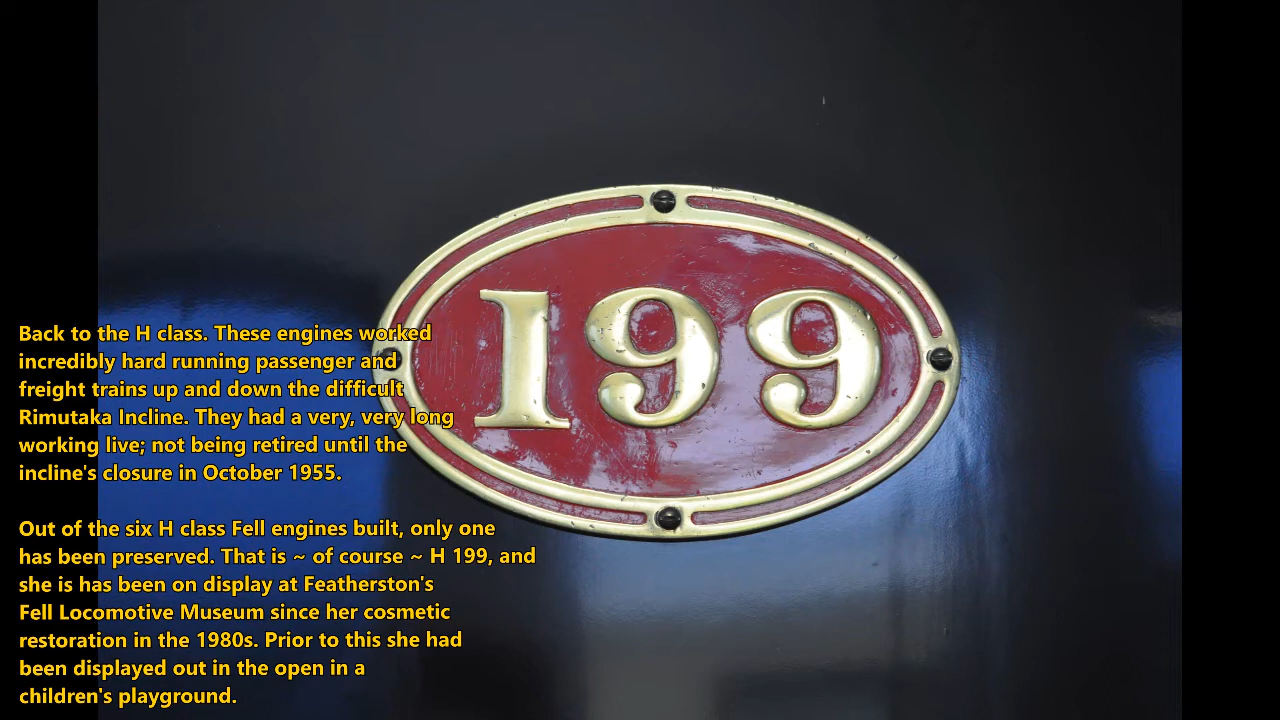 199
Back to the H class. These engines worked
incredibly hard running passenger and
freight trains up and down the difficult
Rimutaka Incline. They had a very, very long
working live; not being retired until the
incline's closure in October 1955.
Out of the six H class Fell engines built, only one
has been preserved. That is ~ of course ~ H 199, and
she is has been on display at Featherston's
Fell Locomotive Museum since her cosmetic
restoration in the 1980s. Prior to this she had
been displayed out in the open in a
children's playground.